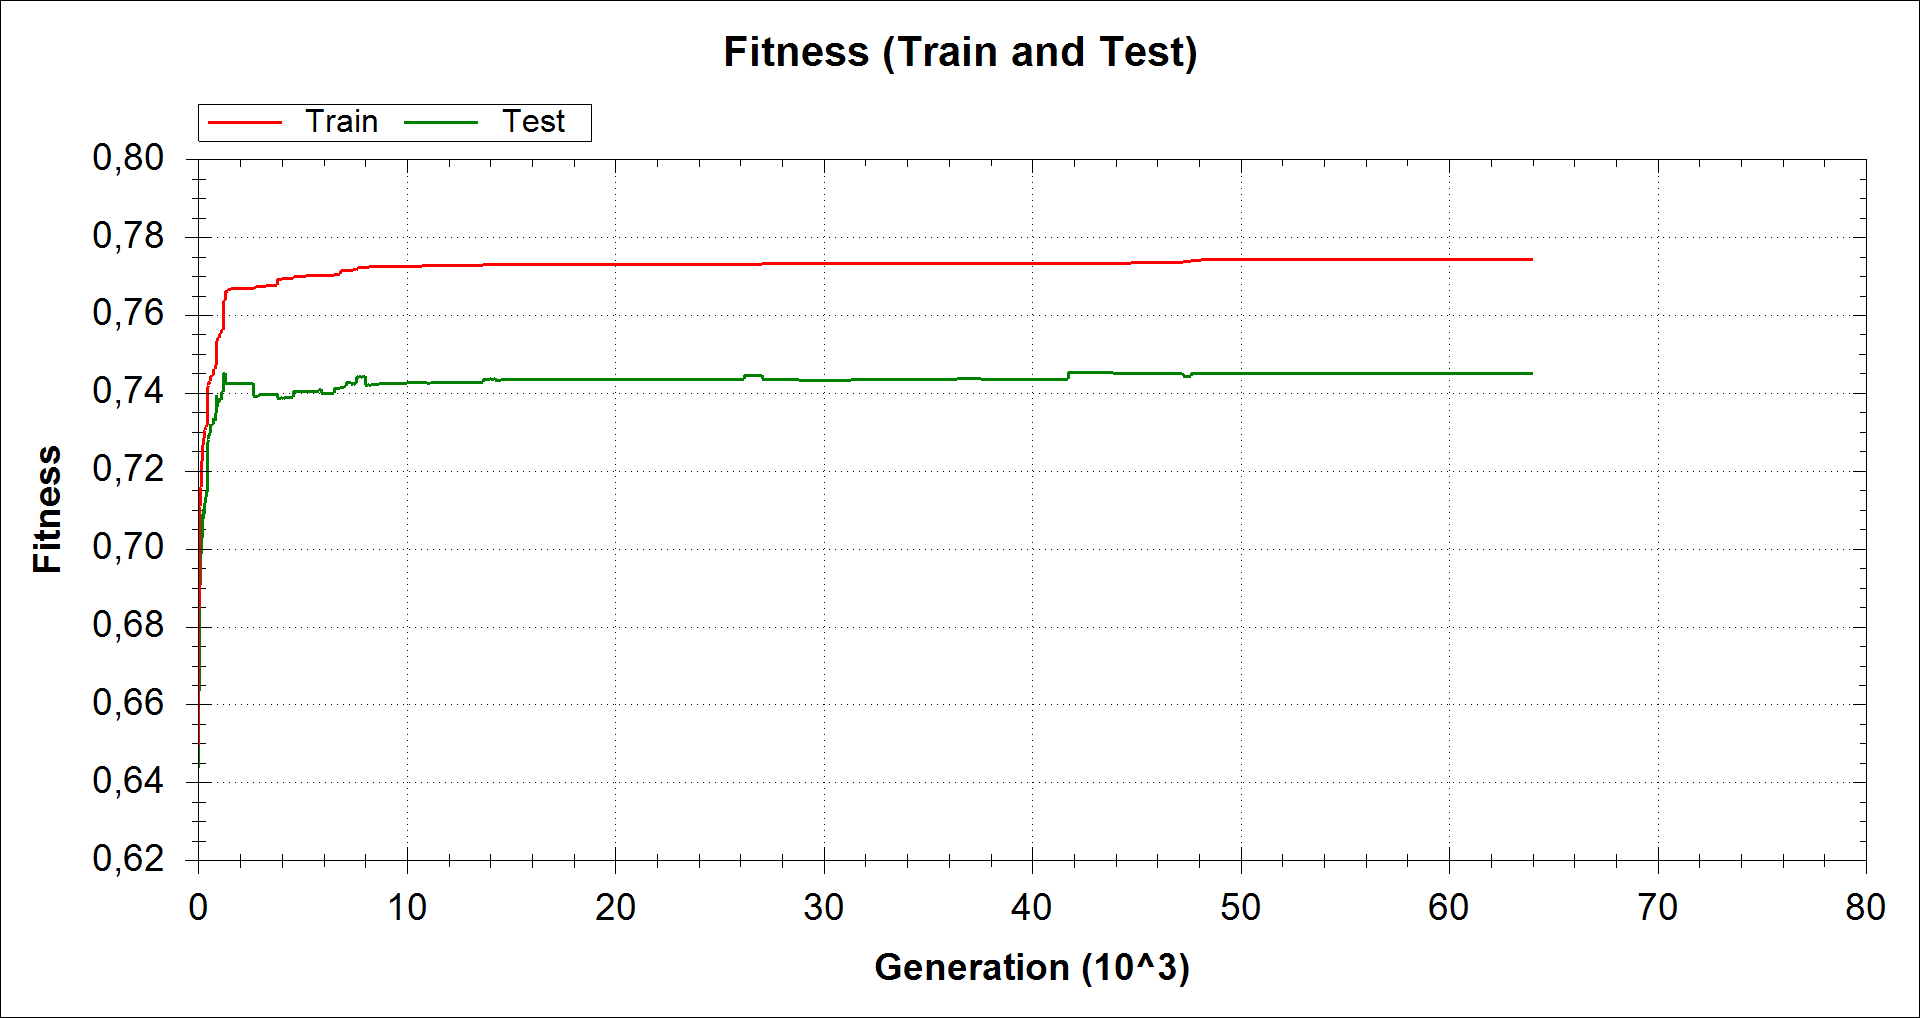 Fitness (Train and Test)
Train Test
0,80
0,78
0,76
0,74
0,72
0,70
0,68
0,66
0,64
0,62
Fitness
0 10 20 30 40 50 60 70 80
Generation (10^3)